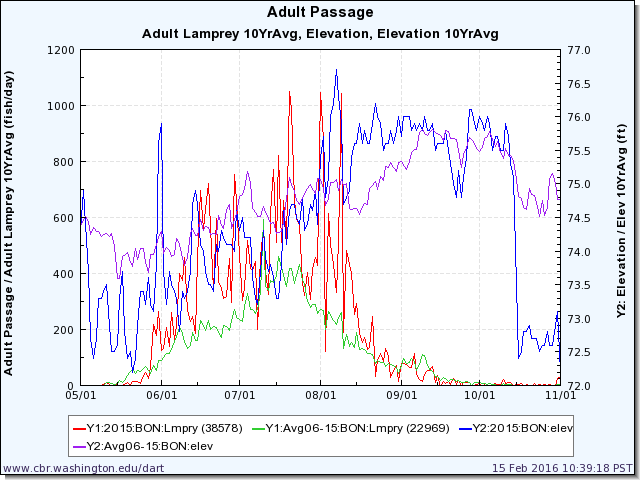 Adult Passage
Adult Lamprey 10YrAvg, Elevation, Elevation 10YrAvg
Adult Passage / Adult Lamprey 10YrAvg (fish/day)
1200
1000
800
600
400
200
0
77.0
76.5
76.0
75.5
75.0
74.5
74.0
73.5
73.0
72.5
72.0
Y2: Elevation / Elev 10YrAvg (ft)
05/01 06/01 07/01 08/01 09/01 10/01 11/01
Y1:2015:BON:Lmpry (38578) Y1:Avg06-15:BON:Lmpry (22969) Y2:2015:BON:elev
Y2:Avg06-15:BON:elev
www.cbr.washington.edu/dart 15 Feb 2016 10:39:18 PST